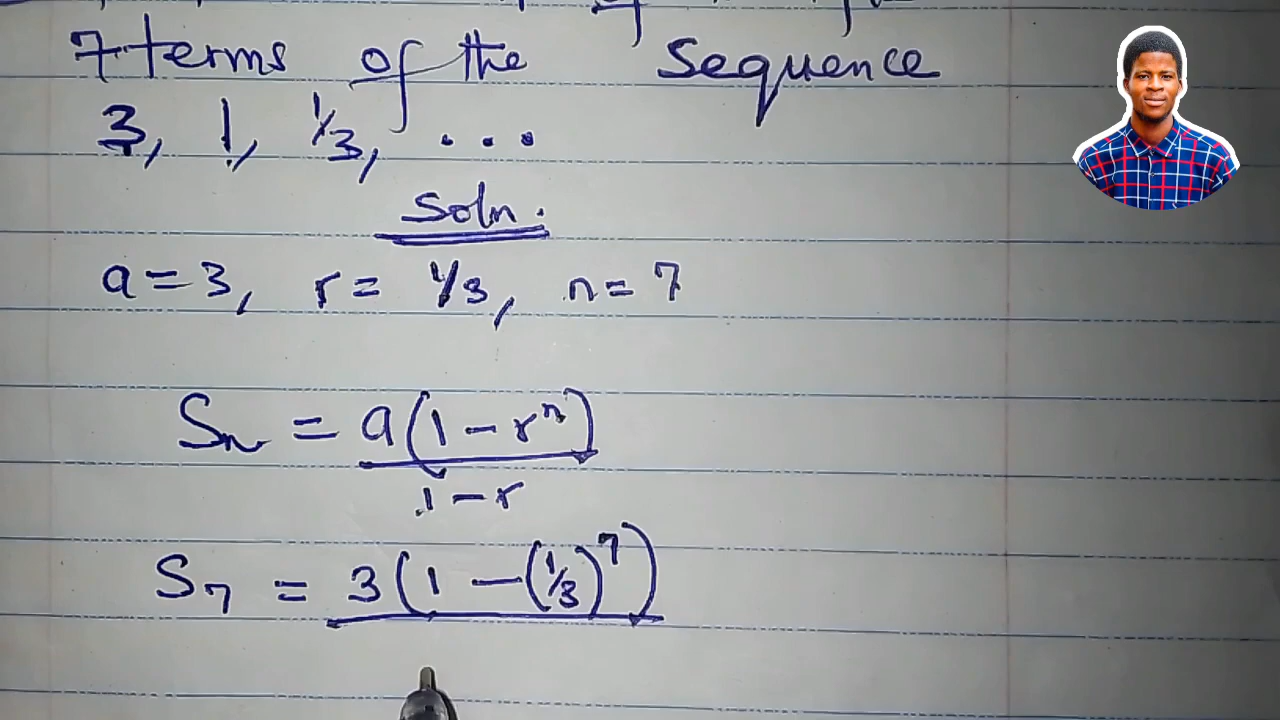 7 terms of the Sequence
3, 1, 1/3, ...
Soln.
a = 3, r = 1/3, n = 7
Sn = a(1 - r^n)
1 - r
S7 = 3(1 - (1/3)^7)